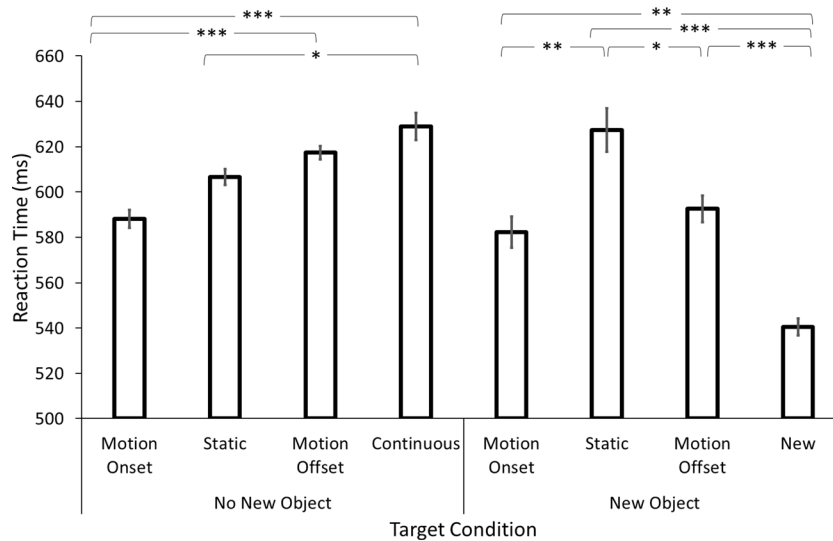 ***
**
***
***
*
**
*
***
660
640
620
600
580
560
540
520
500
Reaction Time (ms)
Motion Onset
Static
Motion Offset
Continuous
Motion Onset
Static
Motion Offset
New
No New Object
New Object
Target Condition